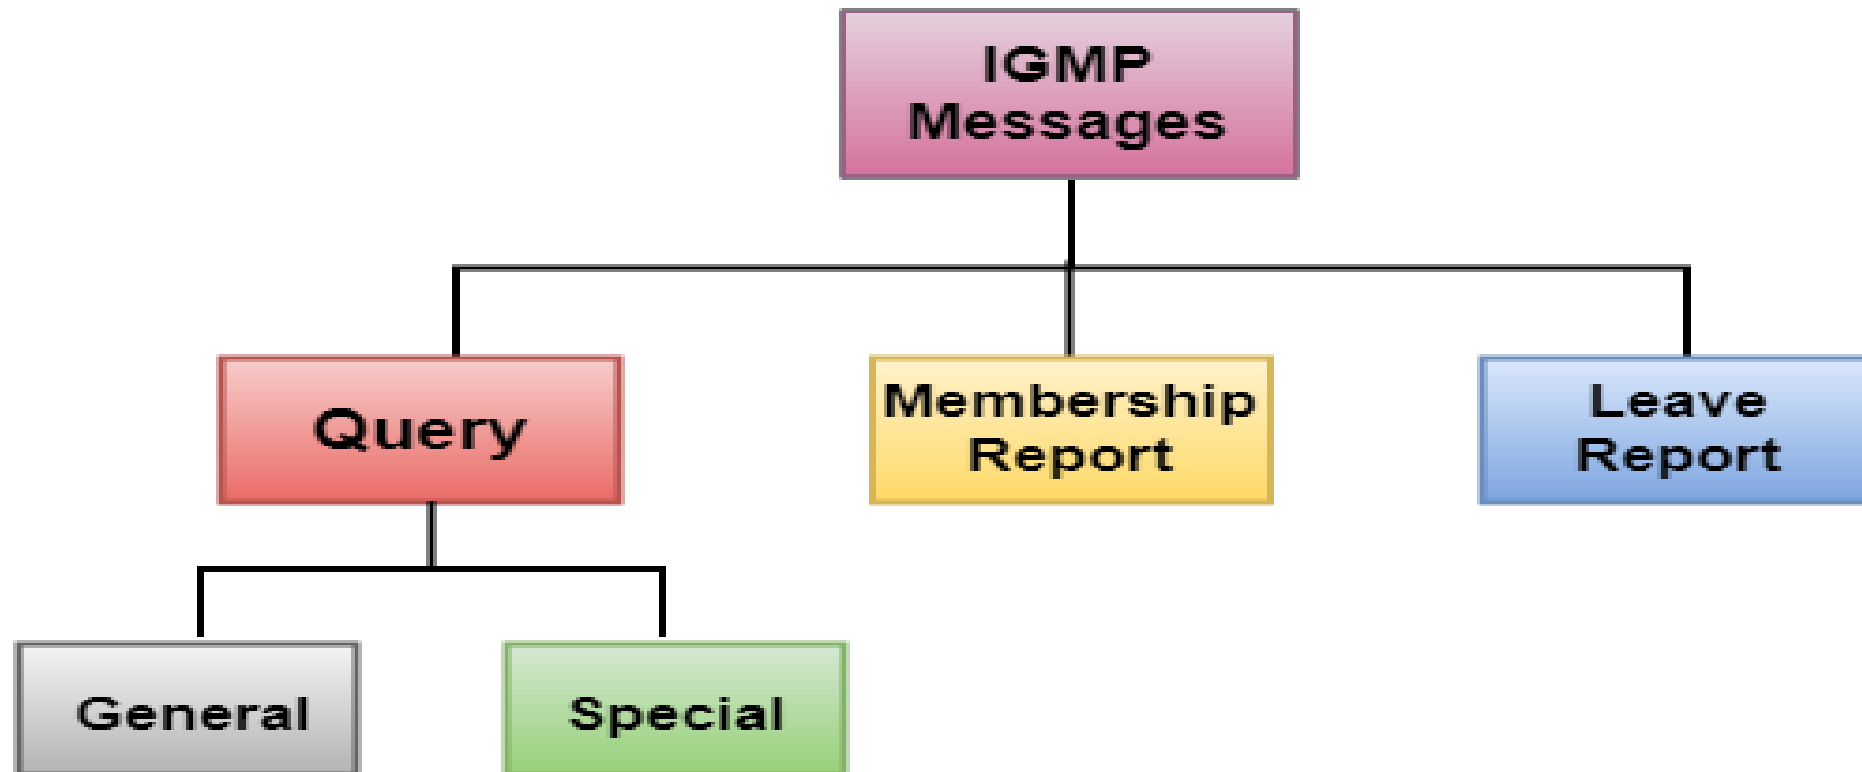 IGMP
Messages
Query
Membership
Report
Leave
Report
General
Special